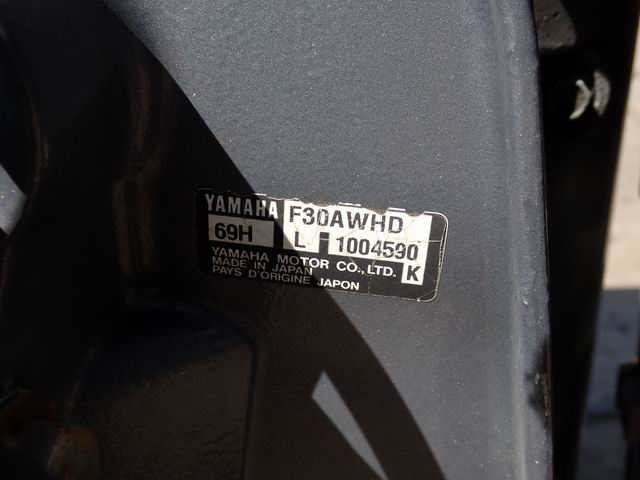 YAMAHA F30AWHD
69H L 1004590
YAMAHA MOTOR CO.,LTD. K
MADE IN JAPAN
PAYS D'ORIGINE JAPON